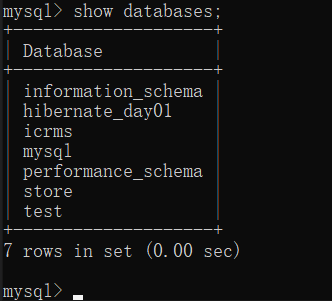 mysql> show databases;
+--------------------+
| Database           |
+--------------------+
| information_schema |
| hibernate_day01    |
| icrms              |
| mysql              |
| performance_schema |
| store              |
| test               |
+--------------------+
7 rows in set (0.00 sec)
mysql>